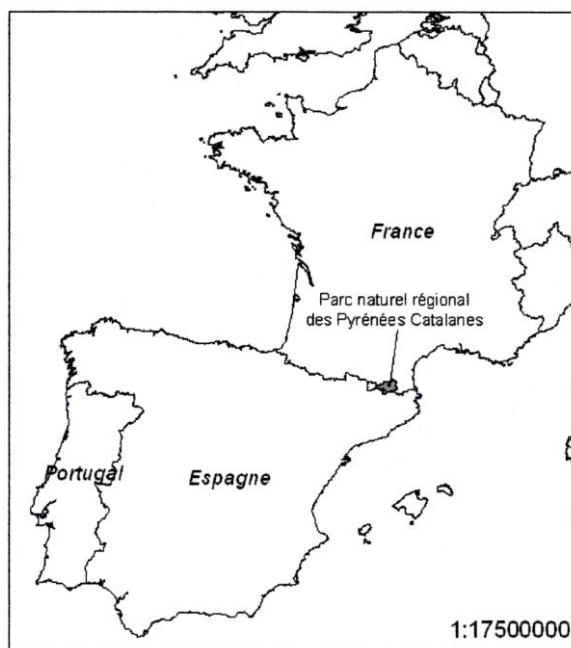 France
Parc naturel régional
des Pyrénées Catalanes
Portugal
Espagne
1:17500000